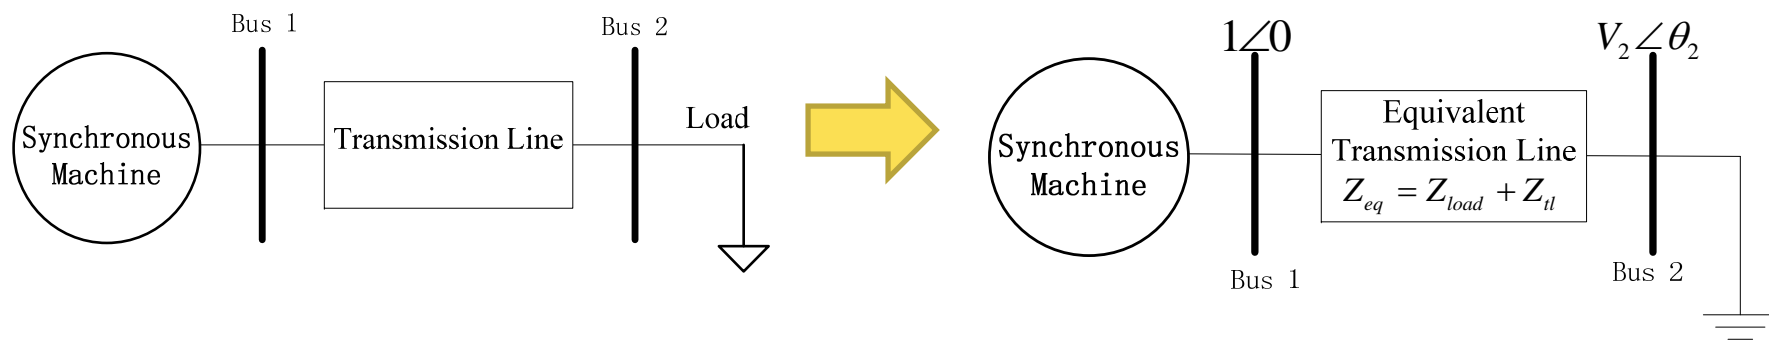 Bus 1
Bus 2
Synchronous
Machine
Transmission Line
Load
1∠0
V₂∠θ₂
Synchronous
Machine
Equivalent
Transmission Line
Z_eq = Z_load + Z_tl
Bus 1
Bus 2